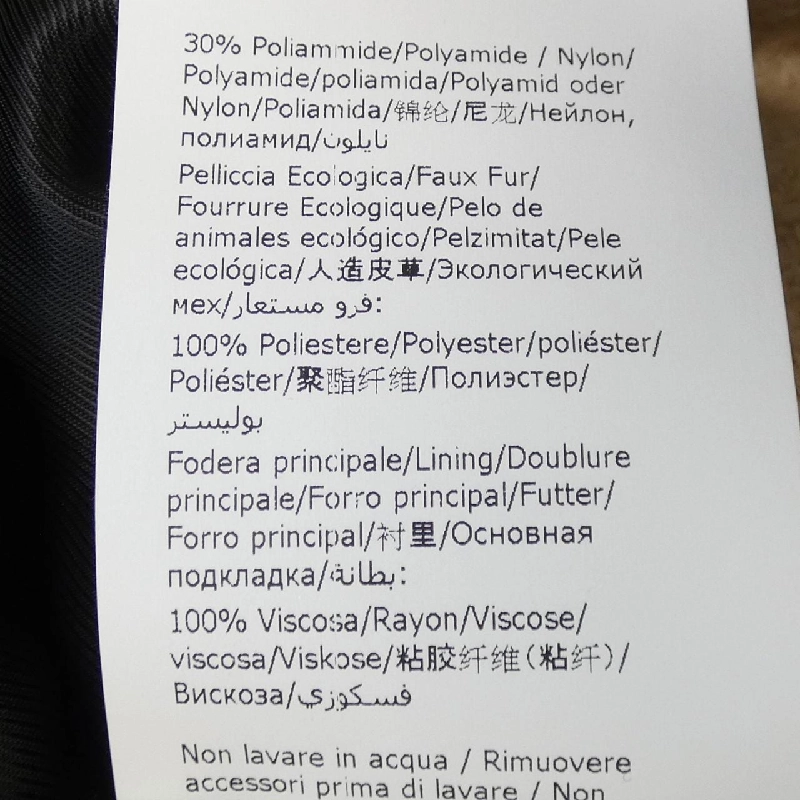 30% Poliammide/Polyamide / Nylon/
Polyamide/poliamida/Polyamid oder
Nylon/Poliamida/锦纶/尼龙/Нейлон,
полиамид/نايلون
Pelliccia Ecologica/Faux Fur/
Fourrure Ecologique/Pelo de
animales ecológico/Pelzimitat/Pele
ecológica/人造皮草/Экологический
мех/فرو مستعار:
100% Poliestere/Polyester/poliéster/
Poliéster/聚酯纤维/Полиэстер/
بوليستر
Fodera principale/Lining/Doublure
principale/Forro principal/Futter/
Forro principal/衬里/Основная
подкладка/بطانة:
100% Viscosa/Rayon/Viscose/
viscosa/Viskose/粘胶纤维(粘纤)/
Вискоза/فسكوزي
Non lavare in acqua / Rimuovere
accessori prima di lavare / Non